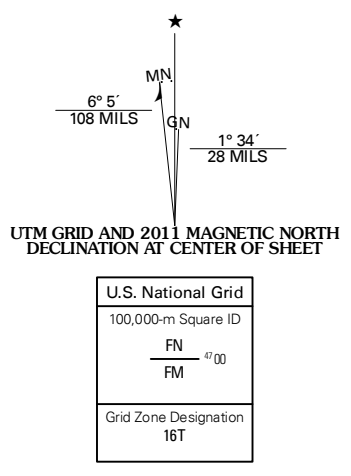 ★
M.N.
6° 5´
108 MILS
GN
1° 34´
28 MILS
UTM GRID AND 2011 MAGNETIC NORTH
DECLINATION AT CENTER OF SHEET
U.S. National Grid
100,000-m Square ID
FN
4700
FM
Grid Zone Designation
16T